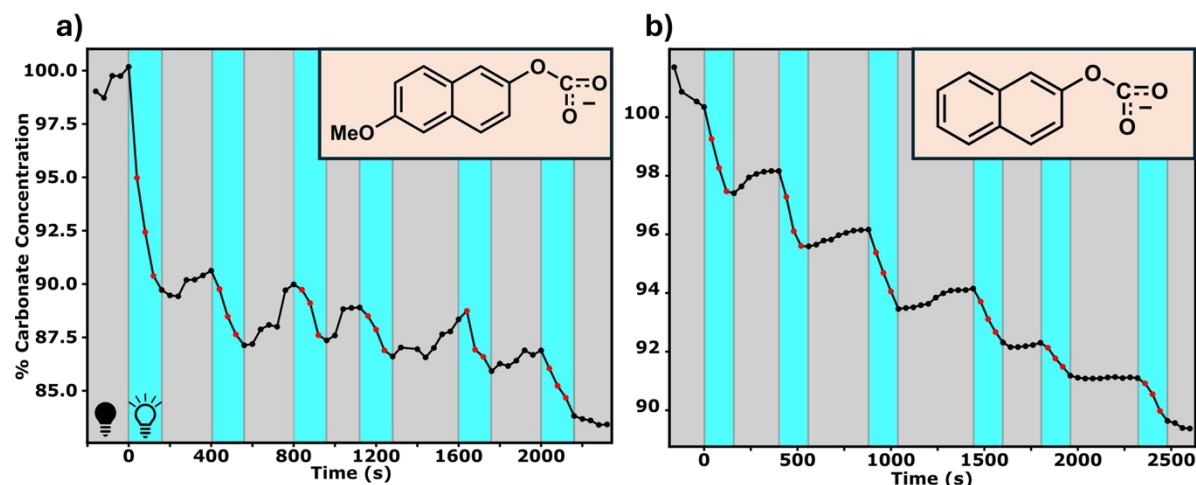 a)
% Carbonate Concentration
100.0
97.5
95.0
92.5
90.0
87.5
85.0
0 400 800 1200 1600 2000
Time (s)
O
C O
O
−
MeO
b)
100
98
96
94
92
90
0 500 1000 1500 2000 2500
Time (s)
O
C O
O
−